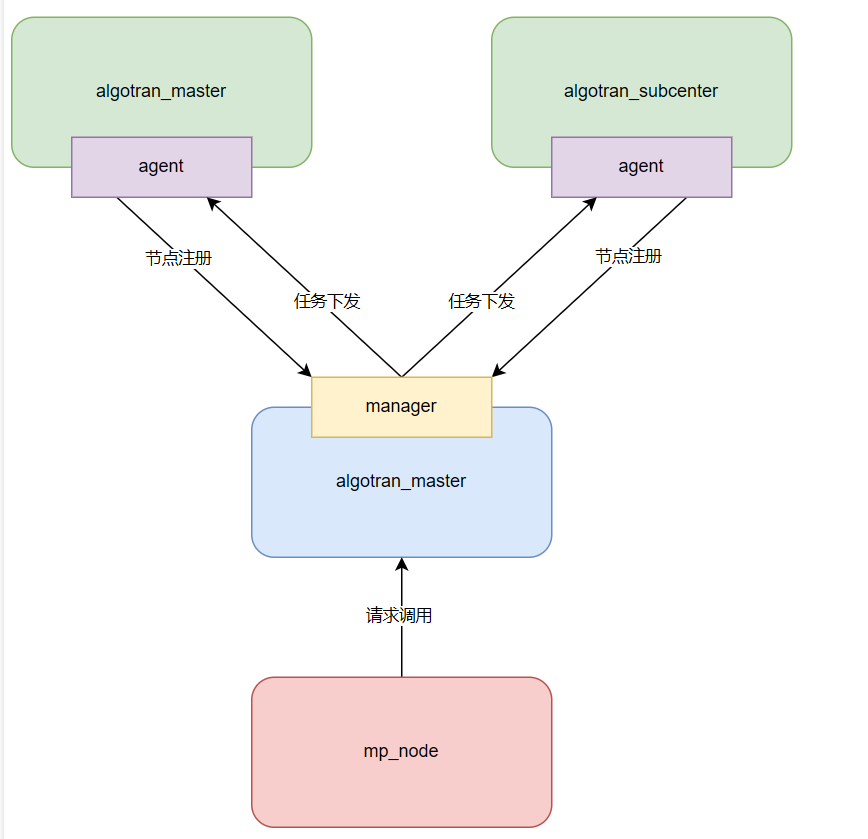 algotran_master
algotran_subcenter
agent
agent
节点注册
节点注册
任务下发
任务下发
manager
algotran_master
请求调用
mp_node